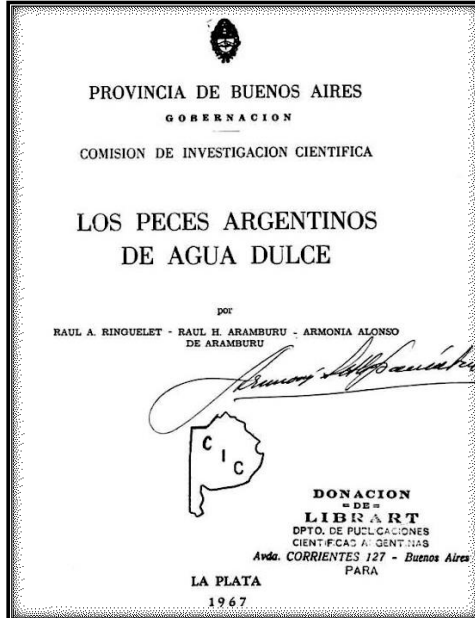 PROVINCIA DE BUENOS AIRES
GOBERNACION
COMISION DE INVESTIGACION CIENTIFICA
LOS PECES ARGENTINOS
DE AGUA DULCE
por
RAUL A. RINGUELET - RAUL H. ARAMBURU - ARMONIA ALONSO
DE ARAMBURU
C I C
DONACION
= DE =
LIBRART
DPTO. DE PUBLICACIONES
CIENTIFICAS ARGENTINAS
Avda. CORRIENTES 127 - Buenos Aires
PARA
LA PLATA
1967